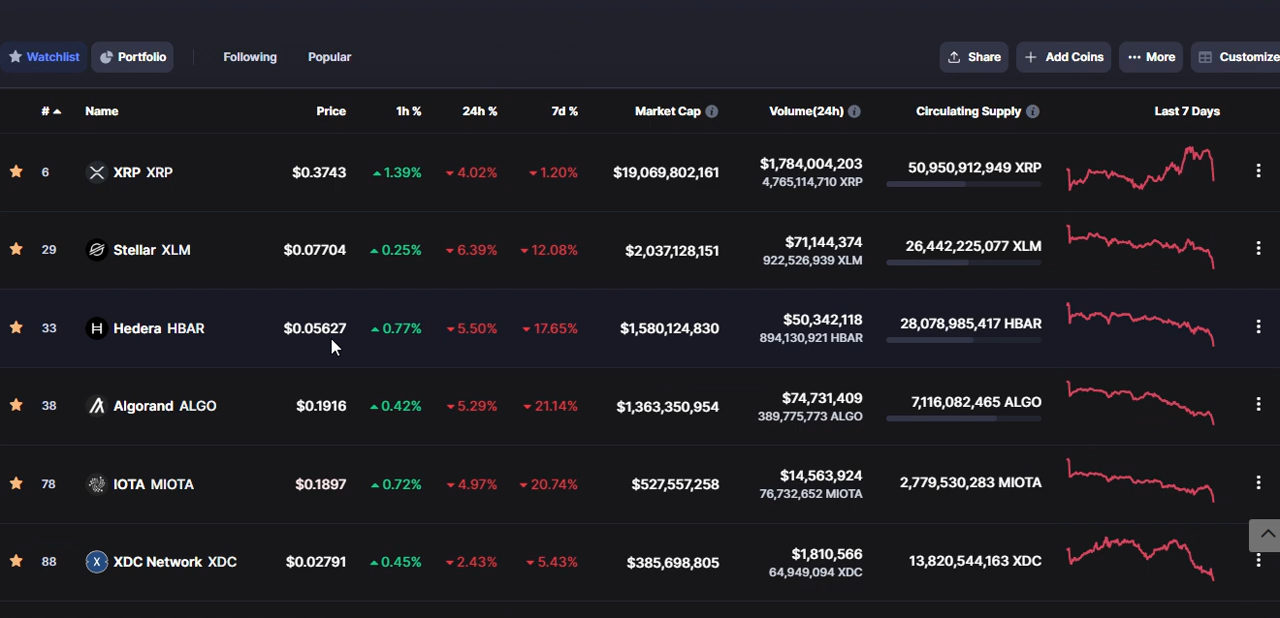 Watchlist Portfolio Following Popular Share Add Coins More Customize
# Name Price 1h % 24h % 7d % Market Cap Volume(24h) Circulating Supply Last 7 Days
6 XRP XRP $0.3743 1.39% 4.02% 1.20% $19,069,802,161 $1,784,004,203 50,950,912,949 XRP
4,765,114,710 XRP
29 Stellar XLM $0.07704 0.25% 6.39% 12.08% $2,037,128,151 $71,144,374 26,442,225,077 XLM
922,526,939 XLM
33 Hedera HBAR $0.05627 0.77% 5.50% 17.65% $1,580,124,830 $50,342,118 28,078,985,417 HBAR
894,130,921 HBAR
38 Algorand ALGO $0.1916 0.42% 5.29% 21.14% $1,363,350,954 $74,731,409 7,116,082,465 ALGO
389,775,773 ALGO
78 IOTA MIOTA $0.1897 0.72% 4.97% 20.74% $527,557,258 $14,563,924 2,779,530,283 MIOTA
76,732,652 MIOTA
88 XDC Network XDC $0.02791 0.45% 2.43% 5.43% $385,698,805 $1,810,566 13,820,544,163 XDC
64,949,094 XDC